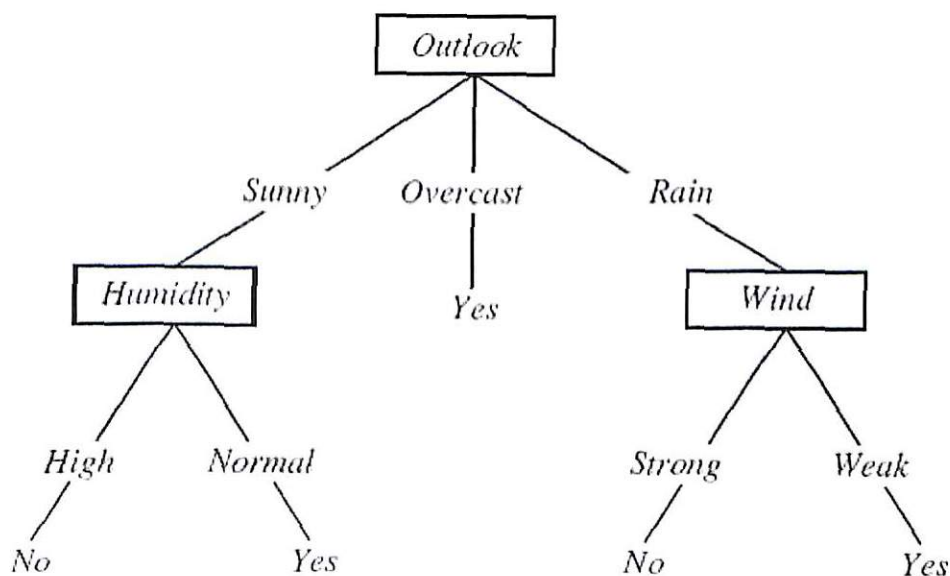 Outlook
Sunny Overcast Rain
Humidity Yes Wind
High Normal Strong Weak
No Yes No Yes